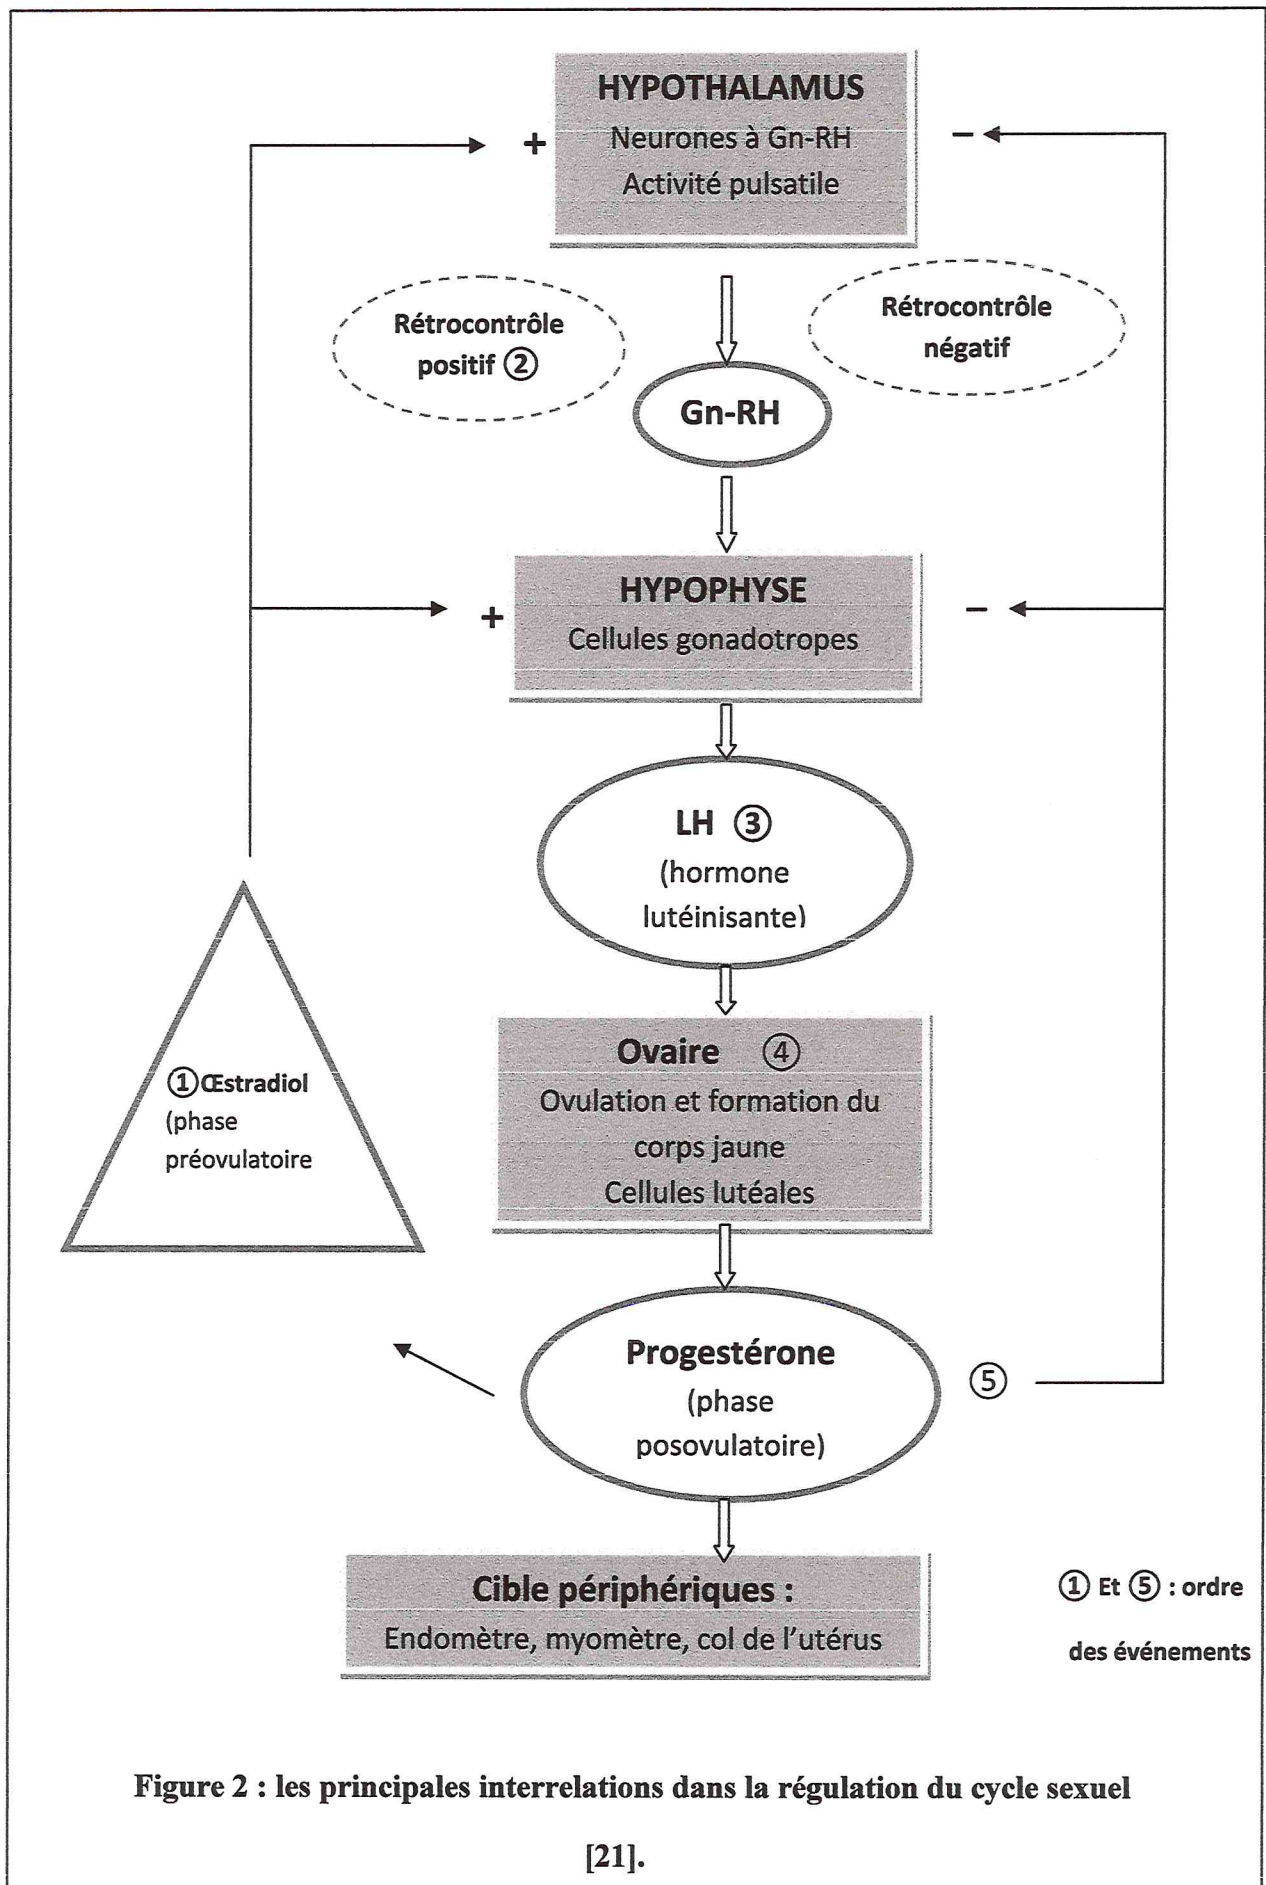 HYPOTHALAMUS
Neurones à Gn-RH
Activité pulsatile
+
−
Rétrocontrôle
positif ②
Rétrocontrôle
négatif
Gn-RH
HYPOPHYSE
Cellules gonadotropes
+
−
LH ③
(hormone
lutéinisante)
①Œstradiol
(phase
préovulatoire
Ovaire ④
Ovulation et formation du
corps jaune
Cellules lutéales
Progestérone
(phase
posovulatoire)
⑤
Cible périphériques :
Endomètre, myomètre, col de l'utérus
① Et ⑤ : ordre
des événements
Figure 2 : les principales interrelations dans la régulation du cycle sexuel
[21].